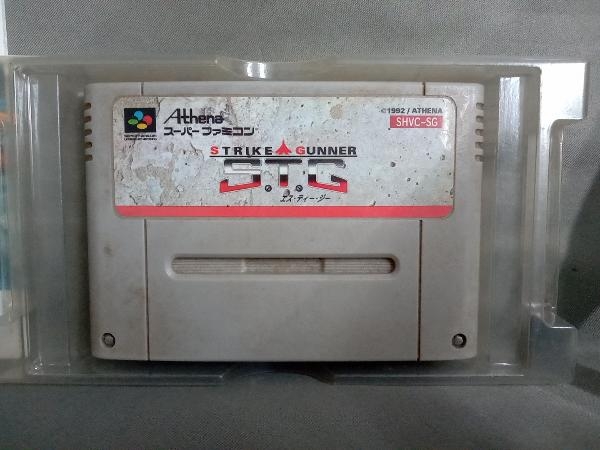 Athena
スーパーファミコン
©1992/ATHENA
SHVC-SG
STRIKE GUNNER
S.T.G
エス・ティー・ジー